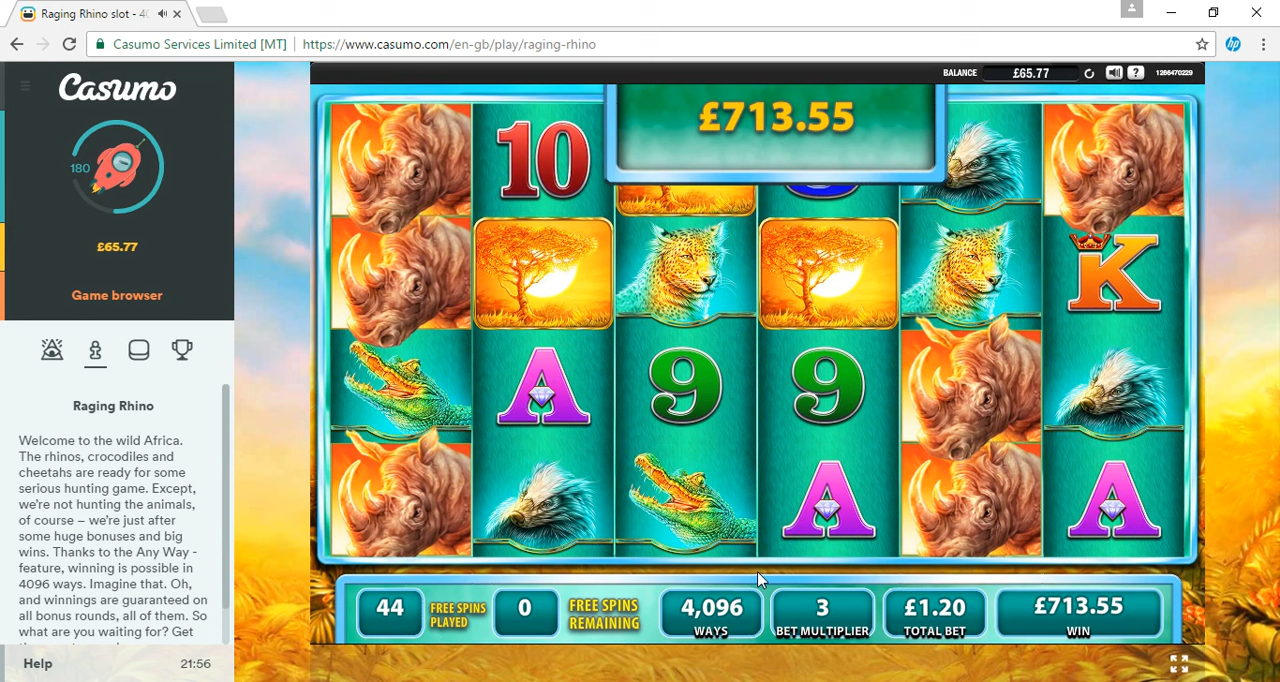 Raging Rhino slot - 40
Casumo Services Limited [MT]
https://www.casumo.com/en-gb/play/raging-rhino
hp
Casumo
180
£65.77
Game browser
Raging Rhino
Welcome to the wild Africa.
The rhinos, crocodiles and
cheetahs are ready for some
serious hunting game. Except,
we're not hunting the animals,
of course – we're just after
some huge bonuses and big
wins. Thanks to the Any Way -
feature, winning is possible in
4096 ways. Imagine that. Oh,
and winnings are guaranteed on
all bonus rounds, all of them. So
what are you waiting for? Get
Help 21:56
BALANCE £65.77 ? 1266470229
£713.55
10
K
A 9 9
A A
44 FREE SPINS PLAYED 0 FREE SPINS REMAINING 4,096 WAYS 3 BET MULTIPLIER £1.20 TOTAL BET £713.55 WIN